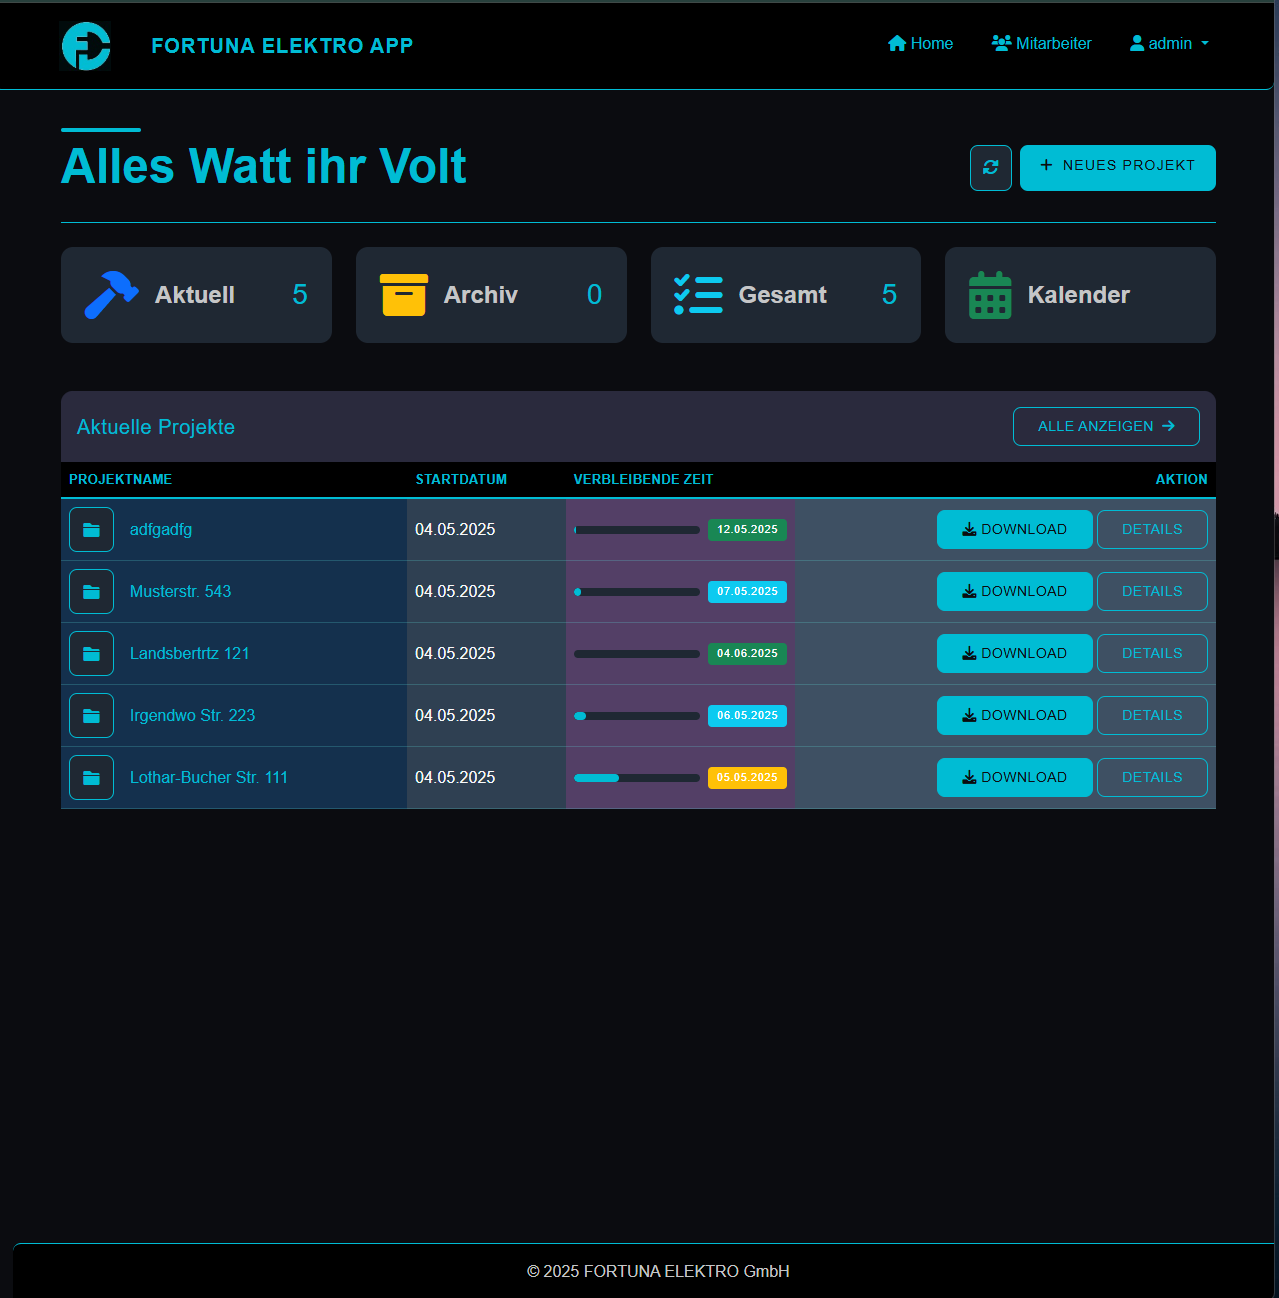 FORTUNA ELEKTRO APP
Home
Mitarbeiter
admin
Alles Watt ihr Volt
NEUES PROJEKT
Aktuell 5
Archiv 0
Gesamt 5
Kalender
Aktuelle Projekte
ALLE ANZEIGEN
PROJEKTNAME STARTDATUM VERBLEIBENDE ZEIT AKTION
adfgadfg 04.05.2025 12.05.2025 DOWNLOAD DETAILS
Musterstr. 543 04.05.2025 07.05.2025 DOWNLOAD DETAILS
Landsbertrtz 121 04.05.2025 04.06.2025 DOWNLOAD DETAILS
Irgendwo Str. 223 04.05.2025 06.05.2025 DOWNLOAD DETAILS
Lothar-Bucher Str. 111 04.05.2025 05.05.2025 DOWNLOAD DETAILS
© 2025 FORTUNA ELEKTRO GmbH